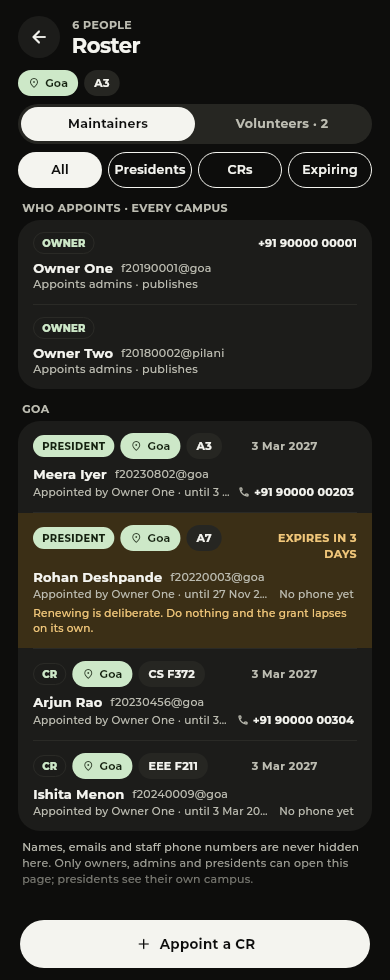 6 PEOPLE
Roster
Goa
A3
Maintainers
Volunteers · 2
All
Presidents
CRs
Expiring
WHO APPOINTS · EVERY CAMPUS
OWNER
+91 90000 00001
Owner One f20190001@goa
Appoints admins · publishes
OWNER
Owner Two f20180002@pilani
Appoints admins · publishes
GOA
PRESIDENT Goa A3 3 Mar 2027
Meera Iyer f20230802@goa
Appointed by Owner One · until 3 ... +91 90000 00203
PRESIDENT Goa A7 EXPIRES IN 3
DAYS
Rohan Deshpande f20220003@goa
Appointed by Owner One · until 27 Nov 2... No phone yet
Renewing is deliberate. Do nothing and the grant lapses
on its own.
CR Goa CS F372 3 Mar 2027
Arjun Rao f20230456@goa
Appointed by Owner One · until 3... +91 90000 00304
CR Goa EEE F211 3 Mar 2027
Ishita Menon f20240009@goa
Appointed by Owner One · until 3 Mar 20... No phone yet
Names, emails and staff phone numbers are never hidden
here. Only owners, admins and presidents can open this
page; presidents see their own campus.
+ Appoint a CR